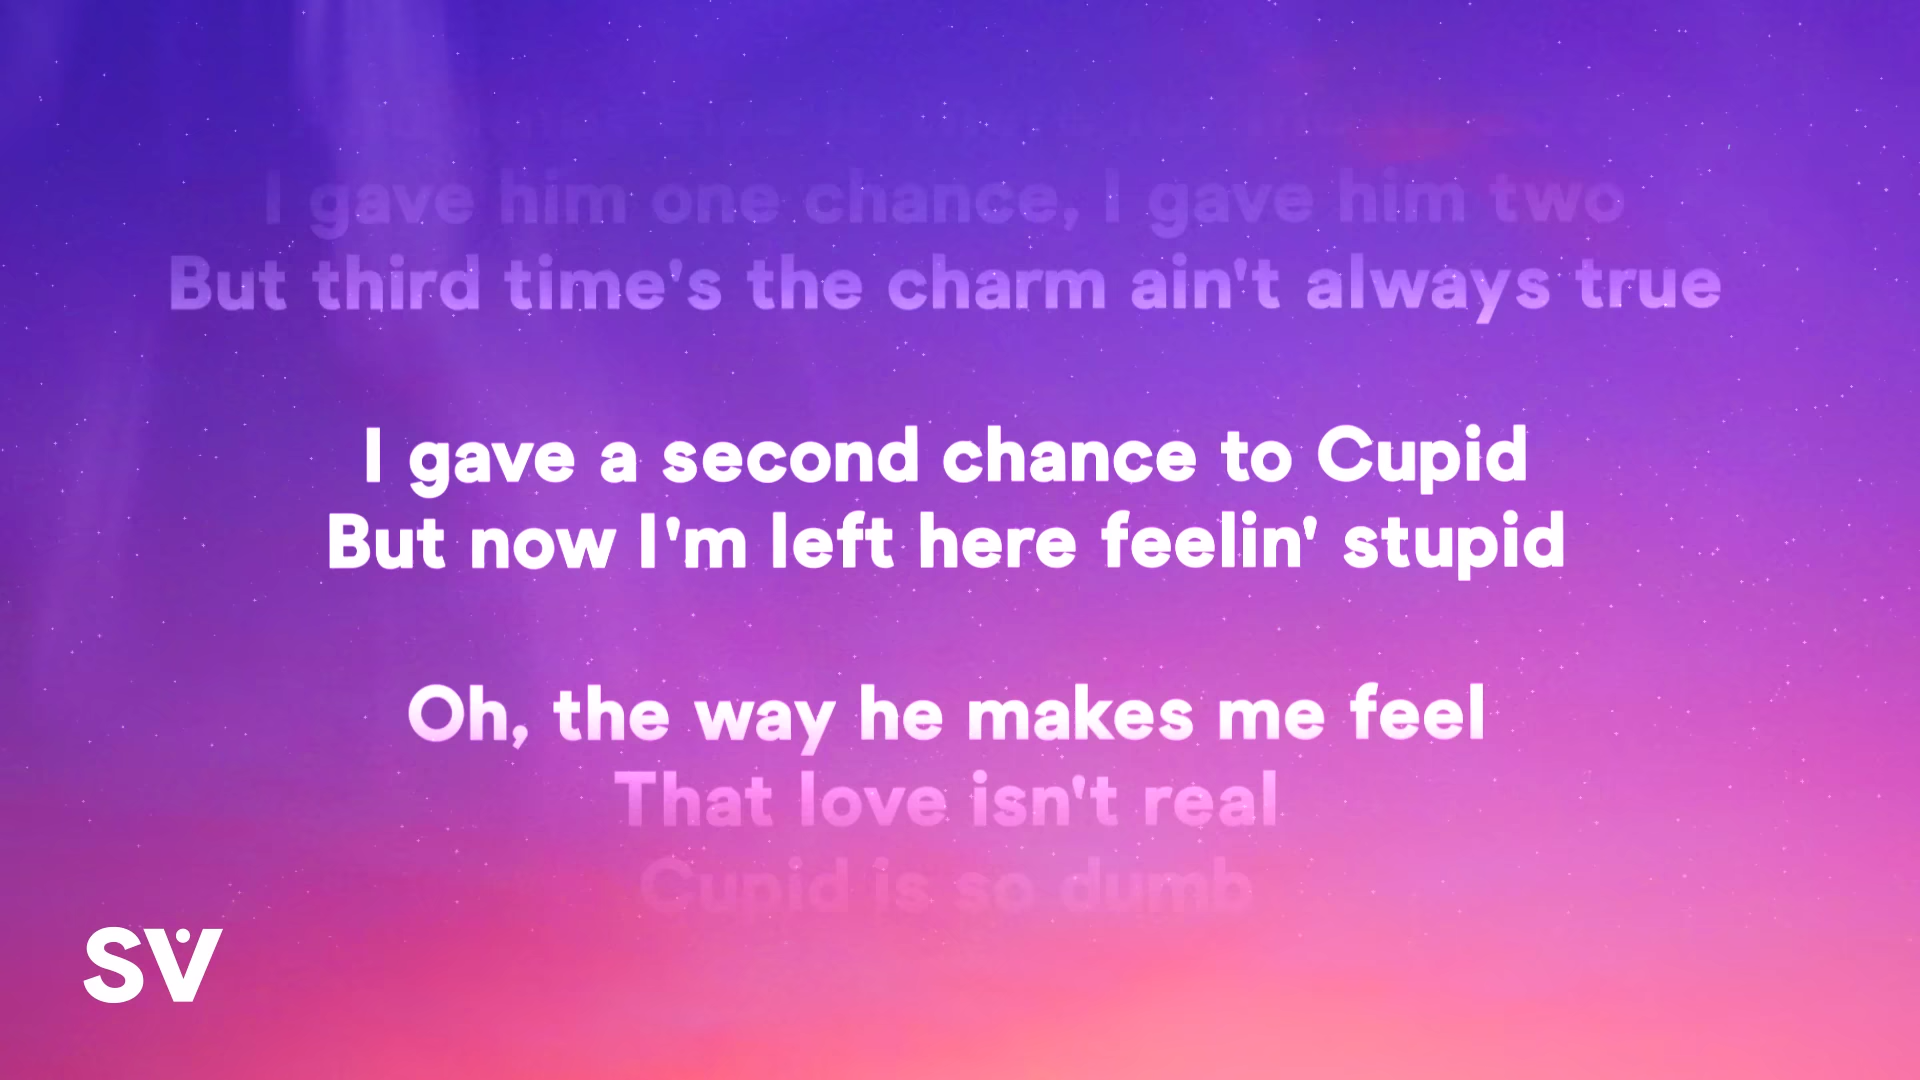 I gave him one chance, I gave him two
But third time's the charm ain't always true
I gave a second chance to Cupid
But now I'm left here feelin' stupid
Oh, the way he makes me feel
That love isn't real
Cupid is so dumb
SV